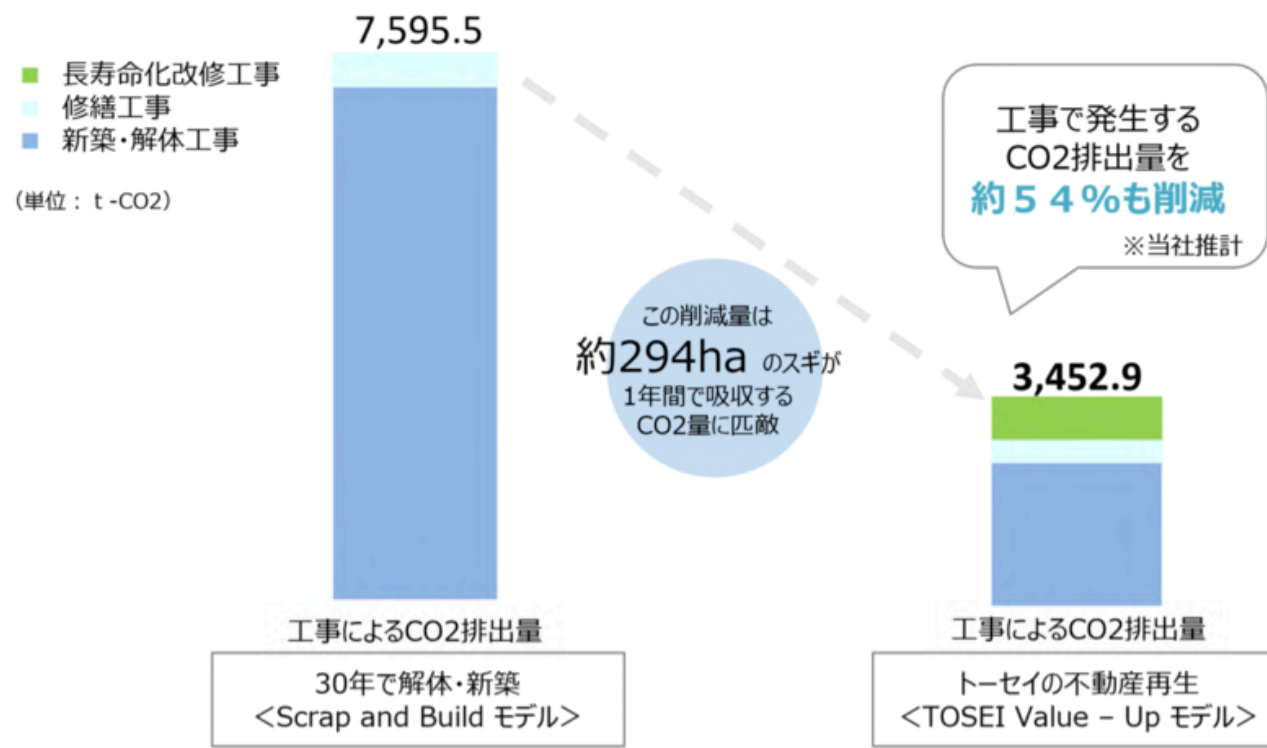 7,595.5
長寿命化改修工事
修繕工事
新築・解体工事
(単位：ｔ-CO2)
工事で発生する
CO2排出量を
約５４％も削減
※当社推計
この削減量は
約294ha のスギが
1年間で吸収する
CO2量に匹敵
3,452.9
工事によるCO2排出量
30年で解体・新築
＜Scrap and Build モデル＞
工事によるCO2排出量
トーセイの不動産再生
＜TOSEI Value – Up モデル＞